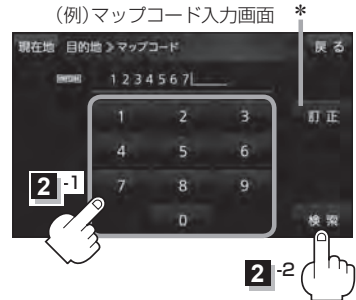 (例)マップコード入力画面 *
現在地 目的地 》マップコード 戻る
1234567
1 2 3 訂正
4 5 6
2-1 7 8 9
0 検索
2-2